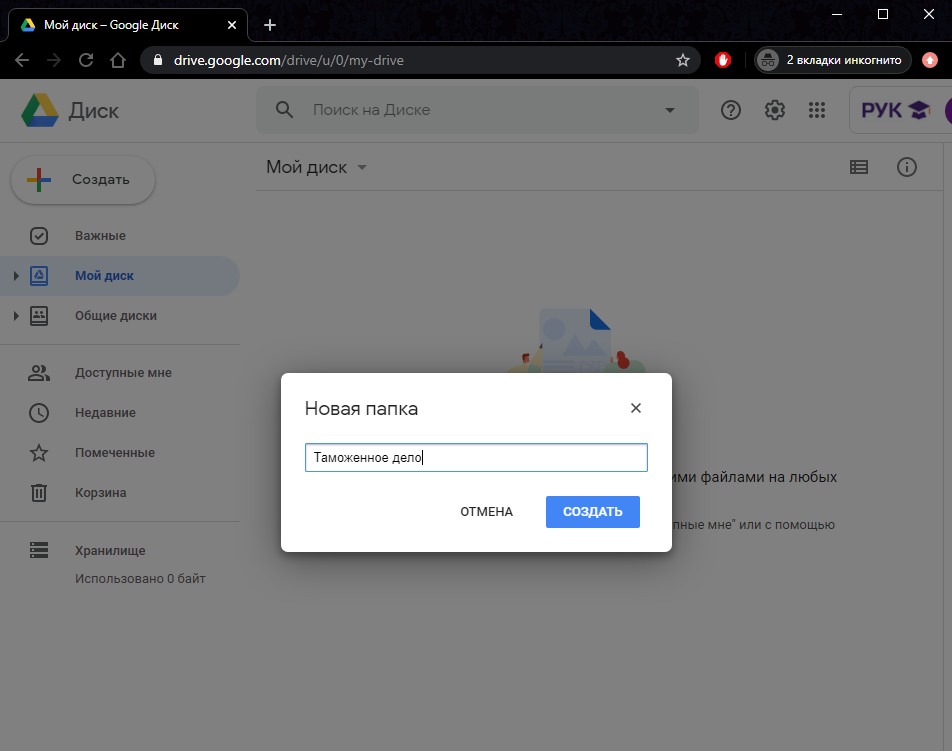 Мой диск – Google Диск
drive.google.com/drive/u/0/my-drive
2 вкладки инкогнито
Диск
Поиск на Диске
РУК
Создать
Мой диск
Важные
Мой диск
Общие диски
Доступные мне
Недавние
Помеченные
Корзина
Хранилище
Использовано 0 байт
Новая папка
Таможенное дело
ОТМЕНА
СОЗДАТЬ
файлами на любых
мне" или с помощью